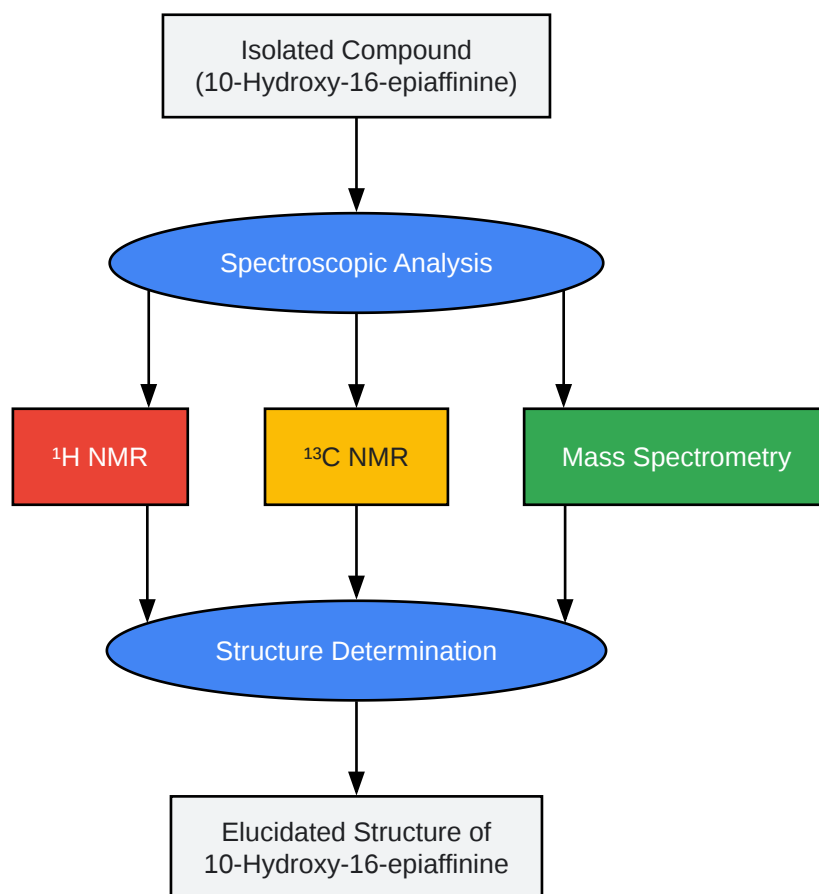 Isolated Compound
(10-Hydroxy-16-epiaffinine)
Spectroscopic Analysis
¹H NMR
¹³C NMR
Mass Spectrometry
Structure Determination
Elucidated Structure of
10-Hydroxy-16-epiaffinine